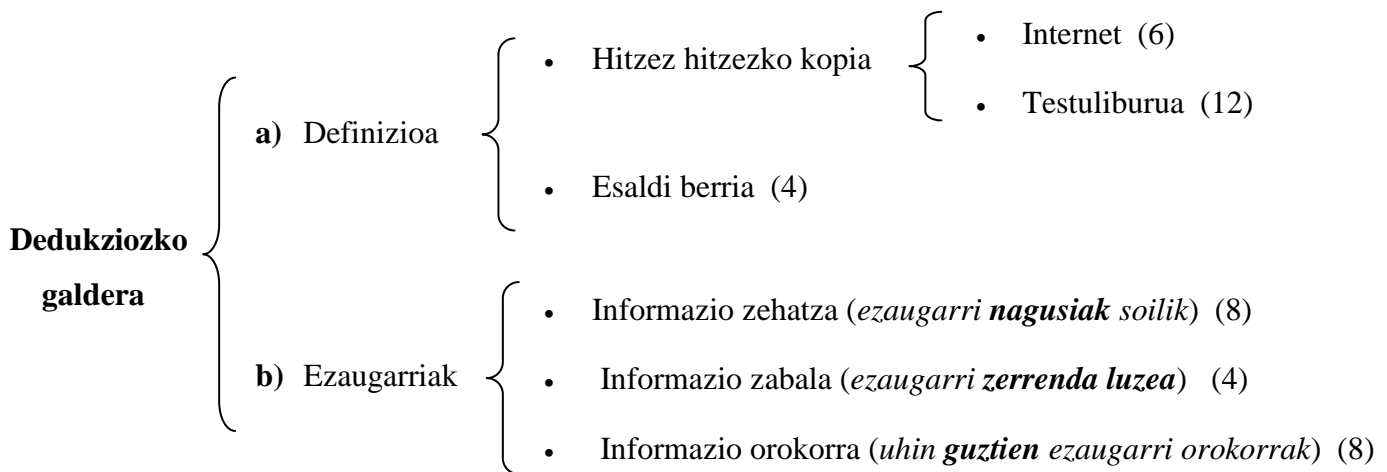 Dedukziozko
galdera
a) Definizioa
• Hitzez hitzezko kopia
• Internet (6)
• Testuliburua (12)
• Esaldi berria (4)
b) Ezaugarriak
• Informazio zehatza (ezaugarri nagusiak soilik) (8)
• Informazio zabala (ezaugarri zerrenda luzea) (4)
• Informazio orokorra (uhin guztien ezaugarri orokorrak) (8)